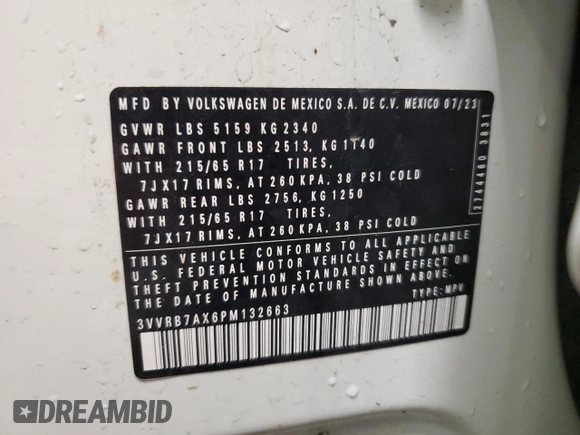 MFD BY VOLKSWAGEN DE MEXICO S.A. DE C.V. MEXICO 07/23
GVWR LBS 5159 KG 2340
GAWR FRONT LBS 2513, KG 1140
WITH 215/65 R17 TIRES,
7JX17 RIMS, AT 260 KPA, 38 PSI COLD
GAWR REAR LBS 2756, KG 1250
WITH 215/65 R17 TIRES,
7JX17 RIMS, AT 260 KPA, 38 PSI COLD
THIS VEHICLE CONFORMS TO ALL APPLICABLE
U.S. FEDERAL MOTOR VEHICLE SAFETY AND
THEFT PREVENTION STANDARDS IN EFFECT ON
THE DATE OF MANUFACTURE SHOWN ABOVE.
3VVRB7AX6PM132663 TYPE: MPV
2744460 3831
DREAMBID